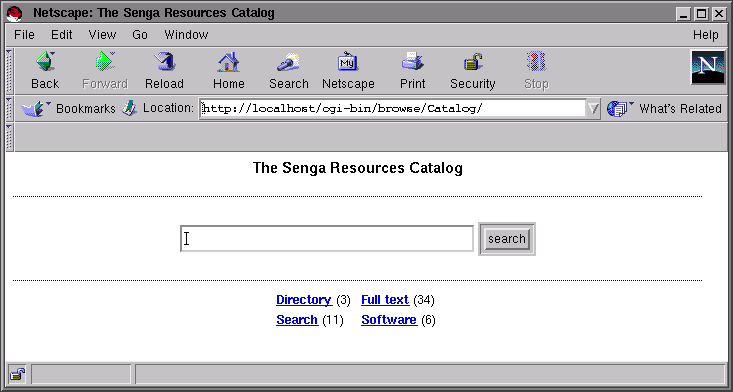 Netscape: The Senga Resources Catalog
File Edit View Go Window Help
Back Forward Reload Home Search Netscape Print Security Stop
My
N
Bookmarks Location: http://localhost/cgi-bin/browse/Catalog/ What's Related
The Senga Resources Catalog
search
Directory (3) Full text (34)
Search (11) Software (6)